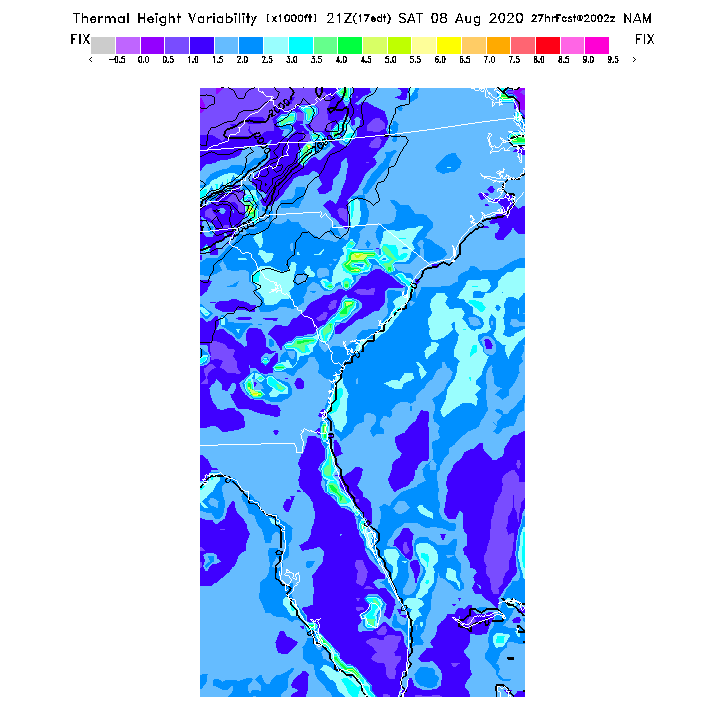 Thermal Height Variability [x1000ft] 21Z(17edt) SAT 08 Aug 2020 27hrFcst@2002z NAM
FIX FIX
< −0.5 0.0 0.5 1.0 1.5 2.0 2.5 3.0 3.5 4.0 4.5 5.0 5.5 6.0 6.5 7.0 7.5 8.0 8.5 9.0 9.5 >